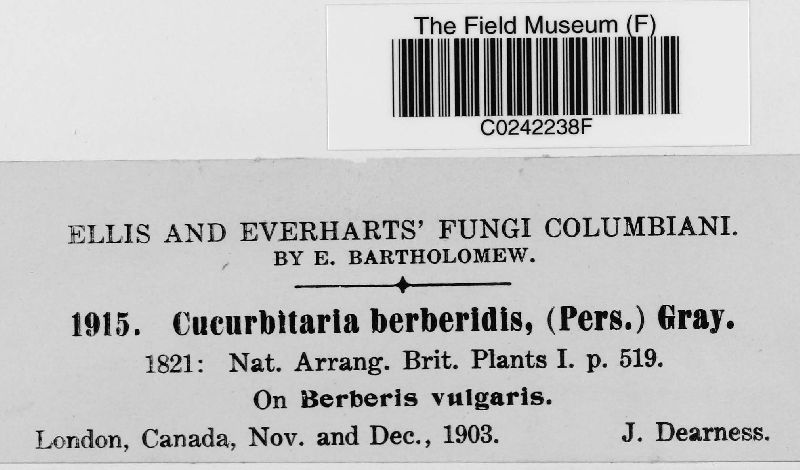 The Field Museum (F)
C0242238F
ELLIS AND EVERHARTS' FUNGI COLUMBIANI.
BY E. BARTHOLOMEW.
1915. Cucurbitaria berberidis, (Pers.) Gray.
1821: Nat. Arrang. Brit. Plants I. p. 519.
On Berberis vulgaris.
London, Canada, Nov. and Dec., 1903. J. Dearness.